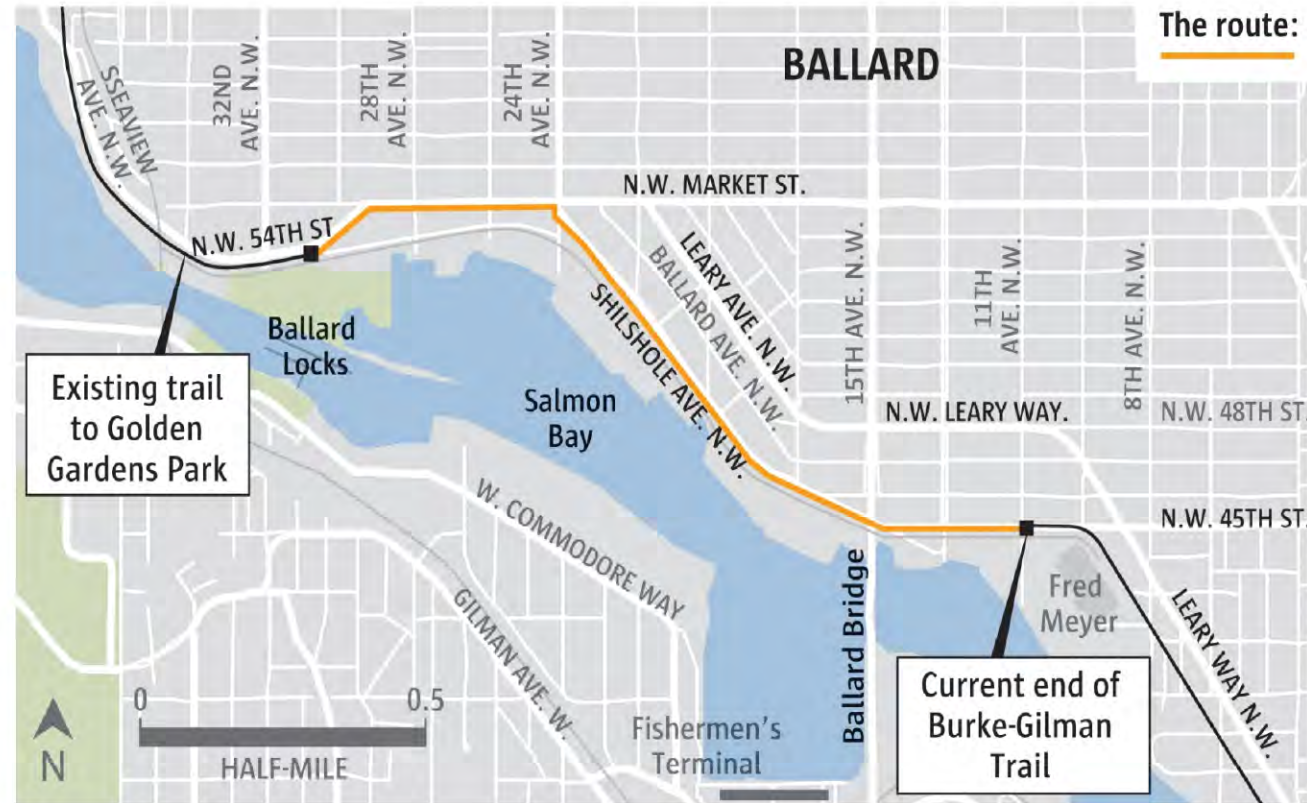 The route:
BALLARD
SSEAVIEW
AVE. N.W.
32ND
AVE. N.W.
28TH
AVE. N.W.
24TH
AVE. N.W.
N.W. MARKET ST.
N.W. 54TH ST
LEARY AVE. N.W.
BALLARD AVE. N.W.
SHILSHOLE AVE. N.W.
15TH AVE. N.W.
11TH
AVE. N.W.
8TH AVE. N.W.
Ballard
Locks
Existing trail
to Golden
Gardens Park
Salmon
Bay
N.W. LEARY WAY.
N.W. 48TH ST.
N.W. 45TH ST.
W. COMMODORE WAY
GILMAN AVE. W.
Ballard Bridge
Fred
Meyer
LEARY WAY N.W.
Current end of
Burke-Gilman
Trail
Fishermen's
Terminal
0
0.5
HALF-MILE
N